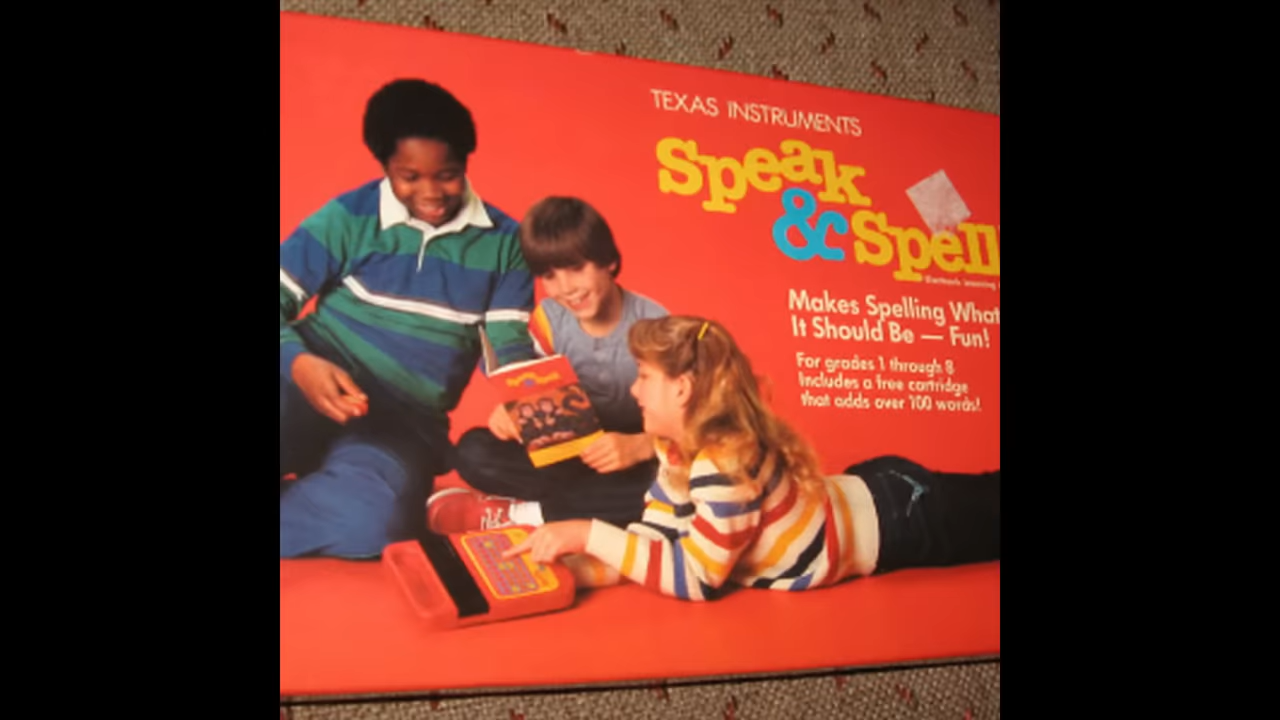 TEXAS INSTRUMENTS
Speak
& Spell
Makes Spelling What
It Should Be — Fun!
For grades 1 through 8
Includes a free cartridge
that adds over 100 words!